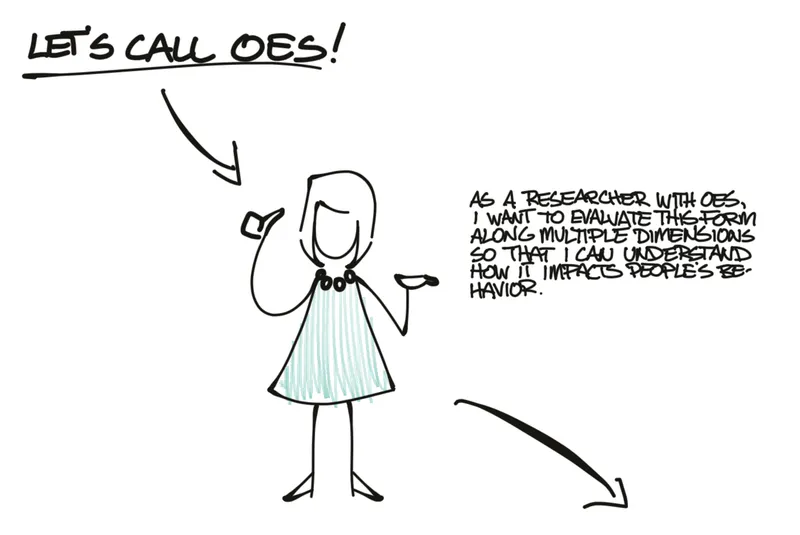 LET'S CALL OES!
AS A RESEARCHER WITH OES,
I WANT TO EVALUATE THIS FORM
ALONG MULTIPLE DIMENSIONS
SO THAT I CAN UNDERSTAND
HOW IT IMPACTS PEOPLE'S BE-
HAVIOR.